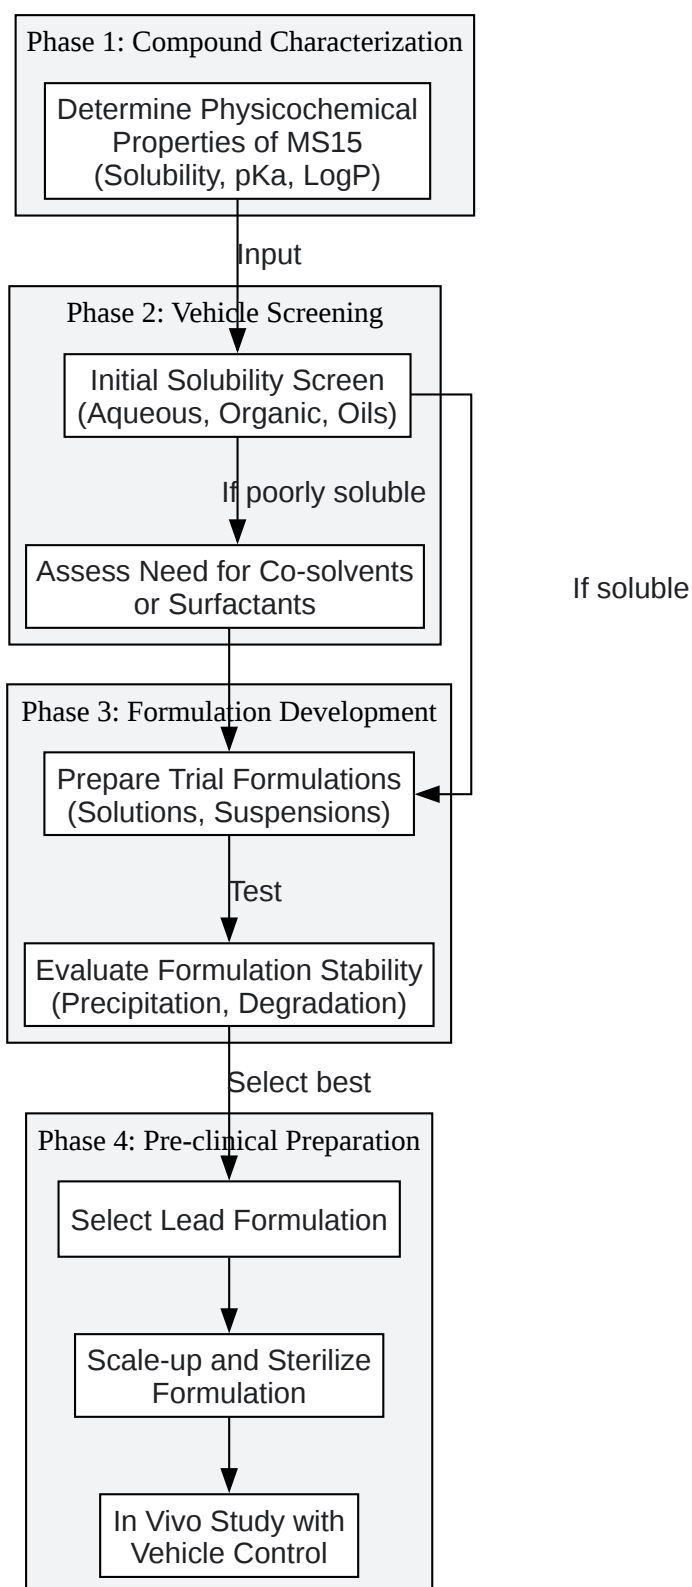 Phase 1: Compound Characterization
Determine Physicochemical
Properties of MS15
(Solubility, pKa, LogP)
Input
Phase 2: Vehicle Screening
Initial Solubility Screen
(Aqueous, Organic, Oils)
If poorly soluble
Assess Need for Co-solvents
or Surfactants
If soluble
Phase 3: Formulation Development
Prepare Trial Formulations
(Solutions, Suspensions)
Test
Evaluate Formulation Stability
(Precipitation, Degradation)
Select best
Phase 4: Pre-clinical Preparation
Select Lead Formulation
Scale-up and Sterilize
Formulation
In Vivo Study with
Vehicle Control